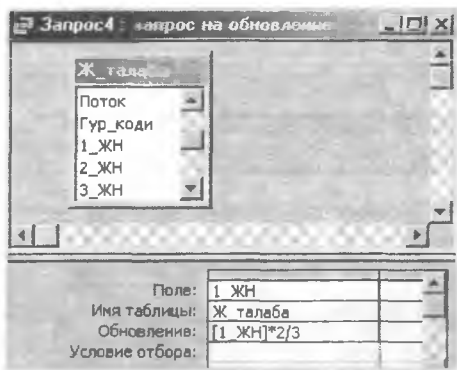 Запрос4 : запрос на обновление
Ж_талаба
Поток
Гур_коди
1_ЖН
2_ЖН
3_ЖН
Поле: 1_ЖН
Имя таблицы: Ж_талаба
Обновление: [1_ЖН]*2/3
Условие отбора: